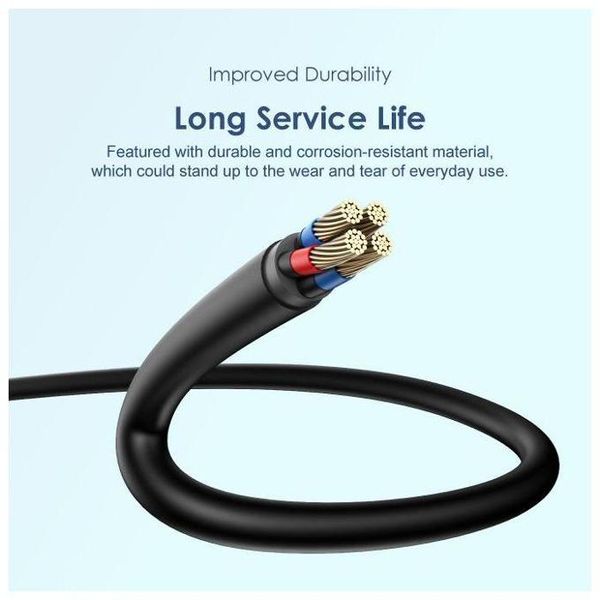 Improved Durability
Long Service Life
Featured with durable and corrosion-resistant material,
which could stand up to the wear and tear of everyday use.